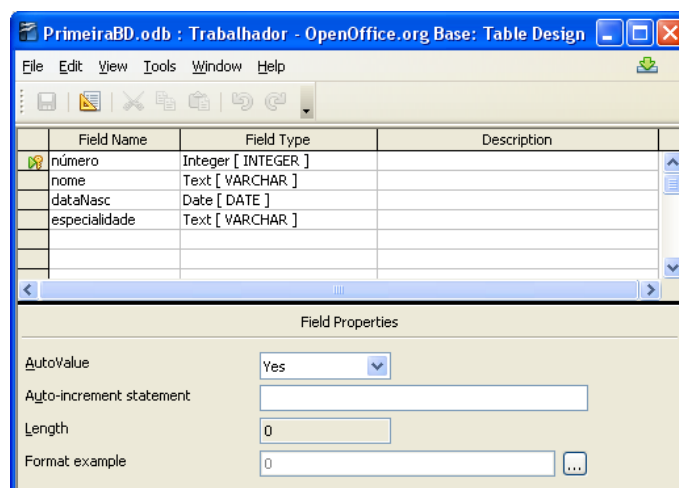 PrimeiraBD.odb : Trabalhador - OpenOffice.org Base: Table Design
File Edit View Tools Window Help
Field Name Field Type Description
número Integer [ INTEGER ]
nome Text [ VARCHAR ]
dataNasc Date [ DATE ]
especialidade Text [ VARCHAR ]
Field Properties
AutoValue Yes
Auto-increment statement
Length 0
Format example 0 ...